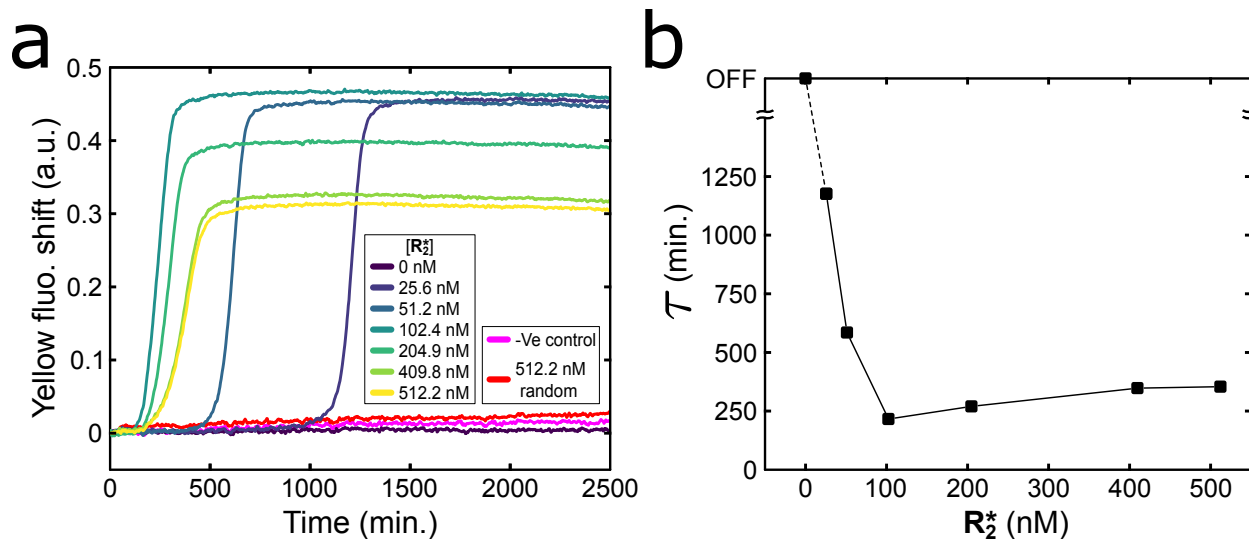 a
Yellow fluo. shift (a.u.)
0.5
0.4
0.3
0.2
0.1
0
0 500 1000 1500 2000 2500
Time (min.)
[R₂*]
0 nM
25.6 nM
51.2 nM
102.4 nM
204.9 nM
409.8 nM
512.2 nM
-Ve control
512.2 nM
random
b
τ (min.)
OFF
1250
1000
750
500
250
0
0 100 200 300 400 500
R₂* (nM)